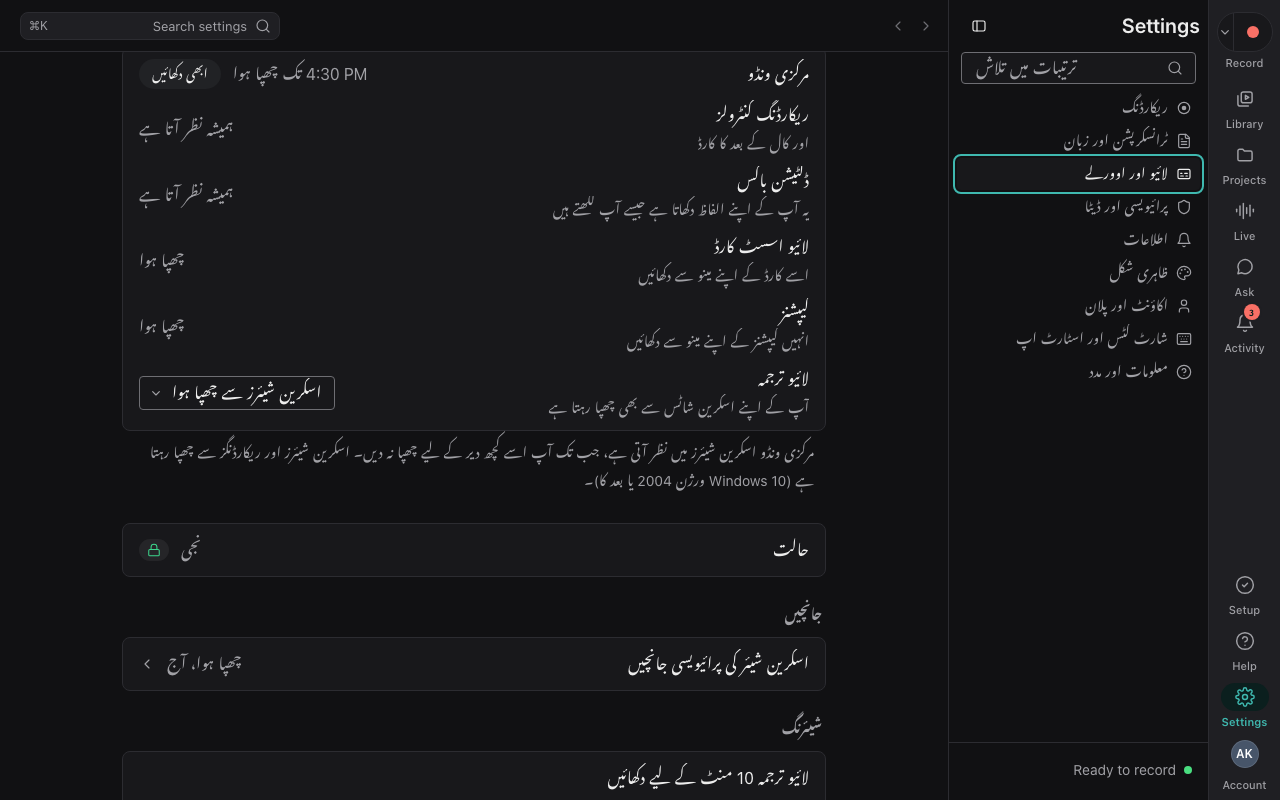 Record
Library
Projects
Live
Ask
3
Activity
Setup
Help
Settings
AK
Account
Settings
ترتیبات میں تلاش
ریکارڈنگ
ٹرانسکرپشن اور زبان
لائیو اور اوورلے
پرائیویسی اور ڈیٹا
اطلاعات
ظاہری شکل
اکاؤنٹ اور پلان
شارٹ کٹس اور اسٹارٹ اپ
معلومات اور مدد
Ready to record
Search settings
⌘K
مرکزی ونڈو
4:30 PM تک چھپا ہوا
ابھی دکھائیں
ریکارڈنگ کنٹرولز
اور کال کے بعد کا کارڈ
ہمیشہ نظر آتا ہے
ڈکٹیشن باکس
یہ آپ کے اپنے الفاظ دکھاتا ہے جیسے آپ لکھتے ہیں
ہمیشہ نظر آتا ہے
لائیو اسسٹ کارڈ
اسے کارڈ کے اپنے مینو سے دکھائیں
چھپا ہوا
کیپشنز
انہیں کیپشنز کے اپنے مینو سے دکھائیں
چھپا ہوا
لائیو ترجمہ
آپ کے اپنے اسکرین شاٹس سے بھی چھپا رہتا ہے
اسکرین شیئرز سے چھپا ہوا
مرکزی ونڈو اسکرین شیئرز میں نظر آتی ہے، جب تک آپ اسے کچھ دیر کے لیے چھپا نہ دیں۔ اسکرین شیئرز اور ریکارڈنگز سے چھپا رہتا
ہے (Windows 10 ورژن 2004 یا بعد کا)۔
حالت
نجی
جانچیں
اسکرین شیئر کی پرائیویسی جانچیں
چھپا ہوا، آج
شیئرنگ
لائیو ترجمہ 10 منٹ کے لیے دکھائیں